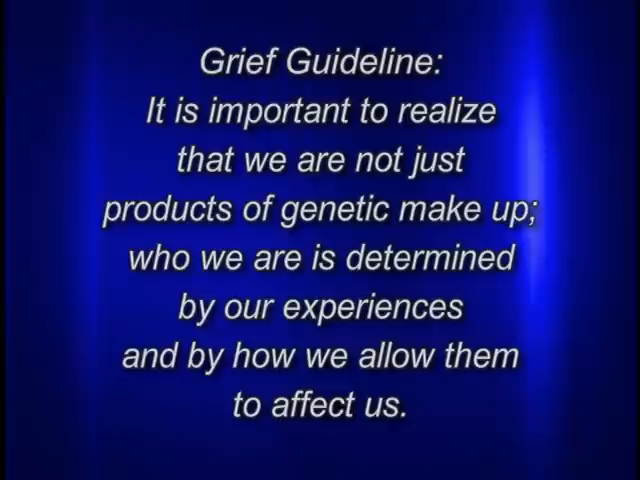 Grief Guideline:
It is important to realize
that we are not just
products of genetic make up;
who we are is determined
by our experiences
and by how we allow them
to affect us.